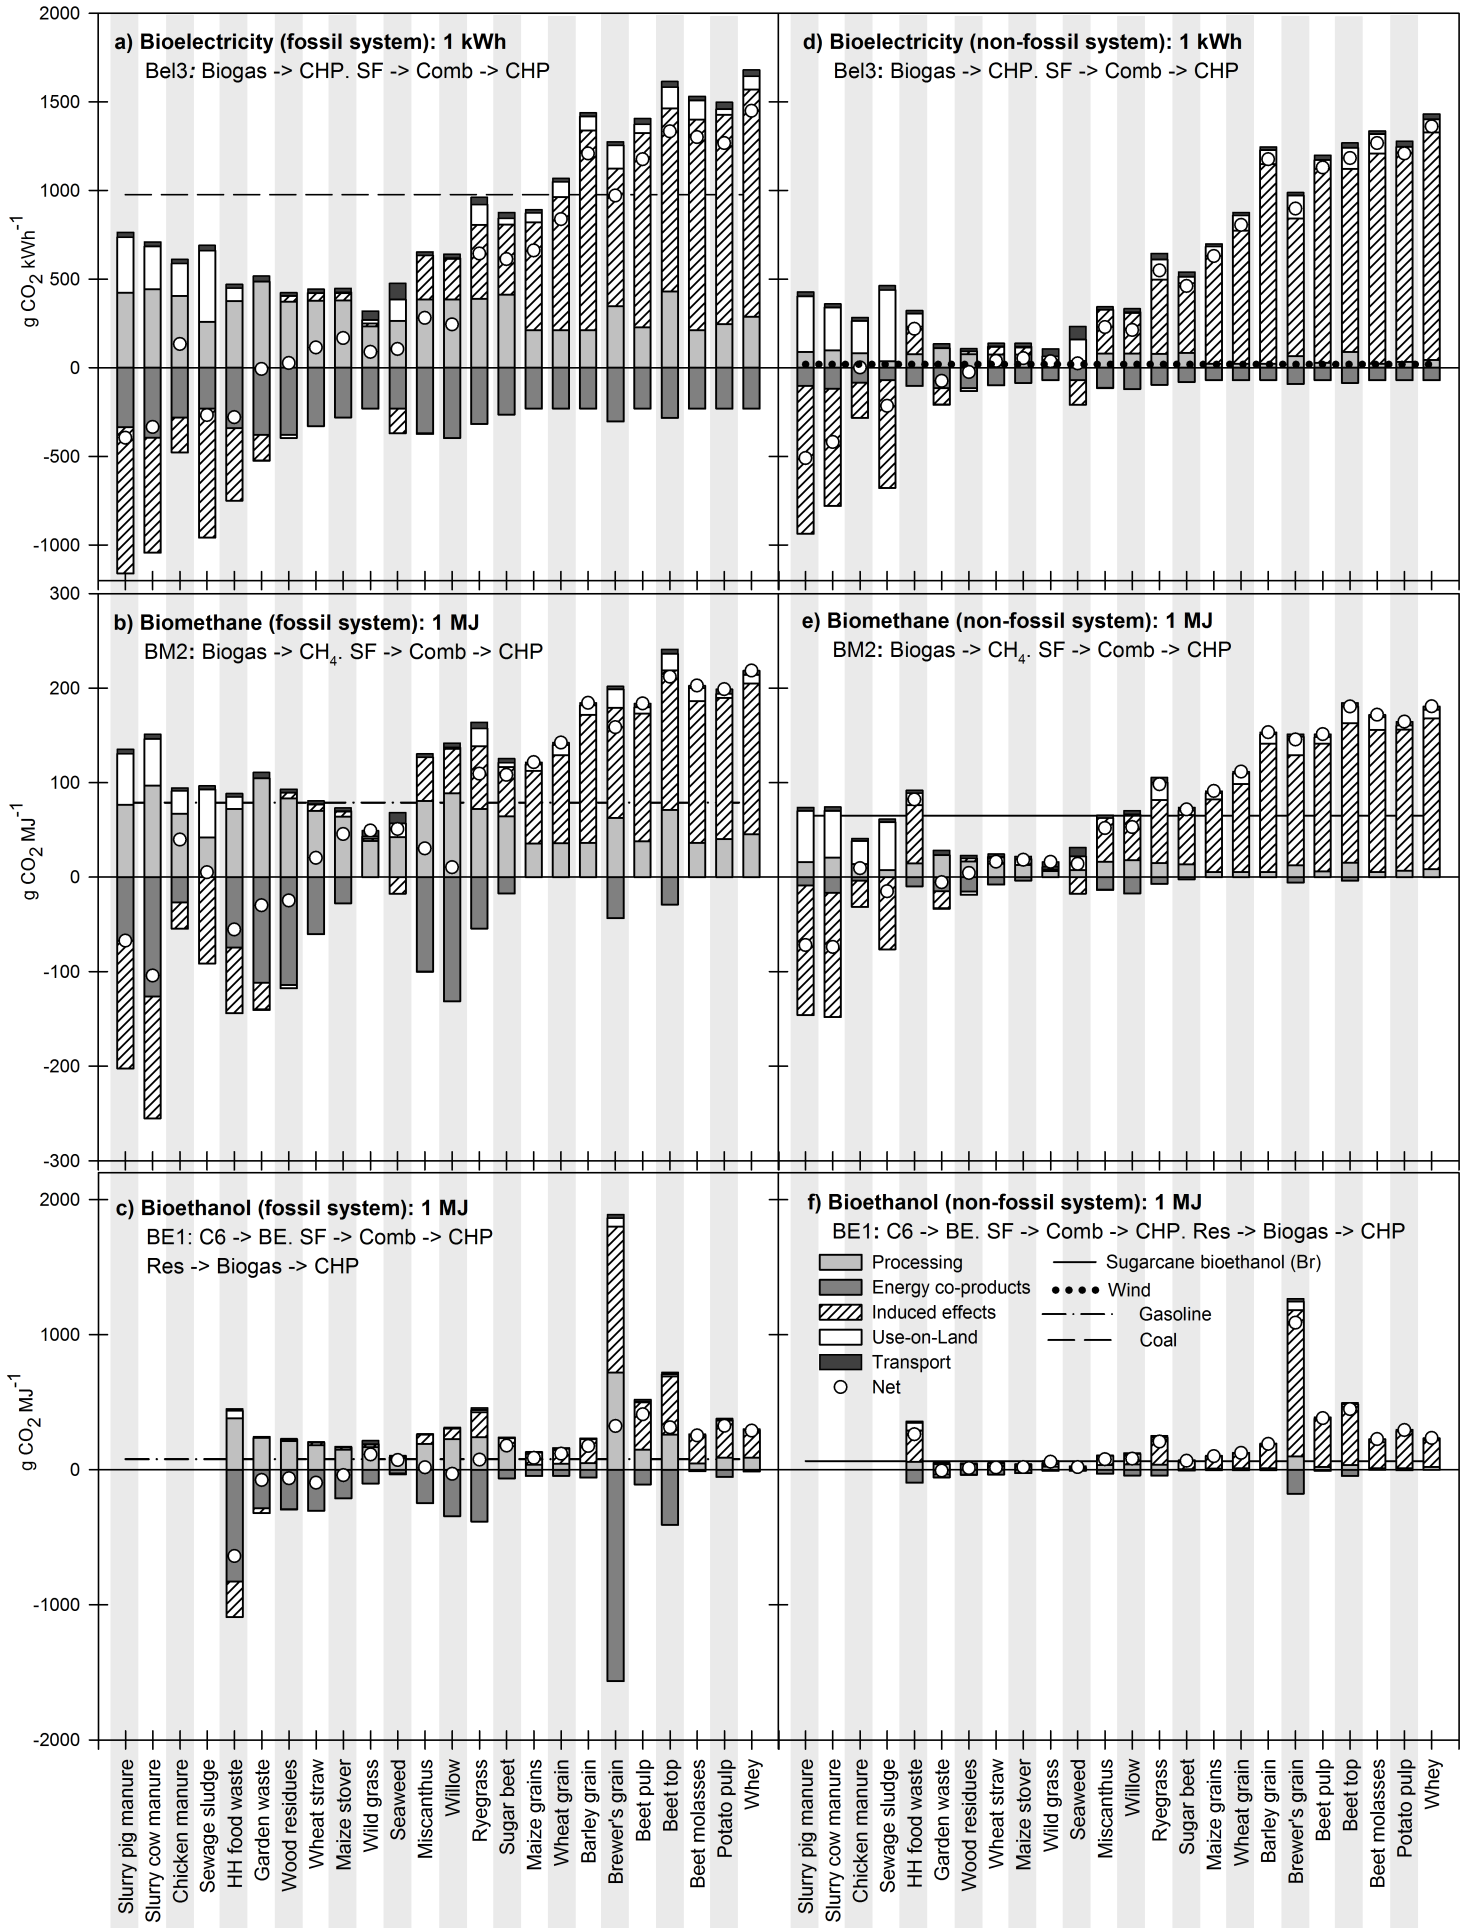 a) Bioelectricity (fossil system): 1 kWh
Bel3: Biogas -> CHP. SF -> Comb -> CHP
2000
1500
1000
500
0
-500
-1000
g CO2 kWh-1
d) Bioelectricity (non-fossil system): 1 kWh
Bel3: Biogas -> CHP. SF -> Comb -> CHP
b) Biomethane (fossil system): 1 MJ
BM2: Biogas -> CH4. SF -> Comb -> CHP
300
200
100
0
-100
-200
-300
g CO2 MJ-1
e) Biomethane (non-fossil system): 1 MJ
BM2: Biogas -> CH4. SF -> Comb -> CHP
c) Bioethanol (fossil system): 1 MJ
BE1: C6 -> BE. SF -> Comb -> CHP
Res -> Biogas -> CHP
2000
1000
0
-1000
-2000
g CO2 MJ-1
f) Bioethanol (non-fossil system): 1 MJ
BE1: C6 -> BE. SF -> Comb -> CHP. Res -> Biogas -> CHP
Processing
Energy co-products
Induced effects
Use-on-Land
Transport
Net
Sugarcane bioethanol (Br)
Wind
Gasoline
Coal
Slurry pig manure
Slurry cow manure
Chicken manure
Sewage sludge
HH food waste
Garden waste
Wood residues
Wheat straw
Maize stover
Wild grass
Seaweed
Miscanthus
Willow
Ryegrass
Sugar beet
Maize grains
Wheat grain
Barley grain
Brewer's grain
Beet pulp
Beet top
Beet molasses
Potato pulp
Whey
Slurry pig manure
Slurry cow manure
Chicken manure
Sewage sludge
HH food waste
Garden waste
Wood residues
Wheat straw
Maize stover
Wild grass
Seaweed
Miscanthus
Willow
Ryegrass
Sugar beet
Maize grains
Wheat grain
Barley grain
Brewer's grain
Beet pulp
Beet top
Beet molasses
Potato pulp
Whey